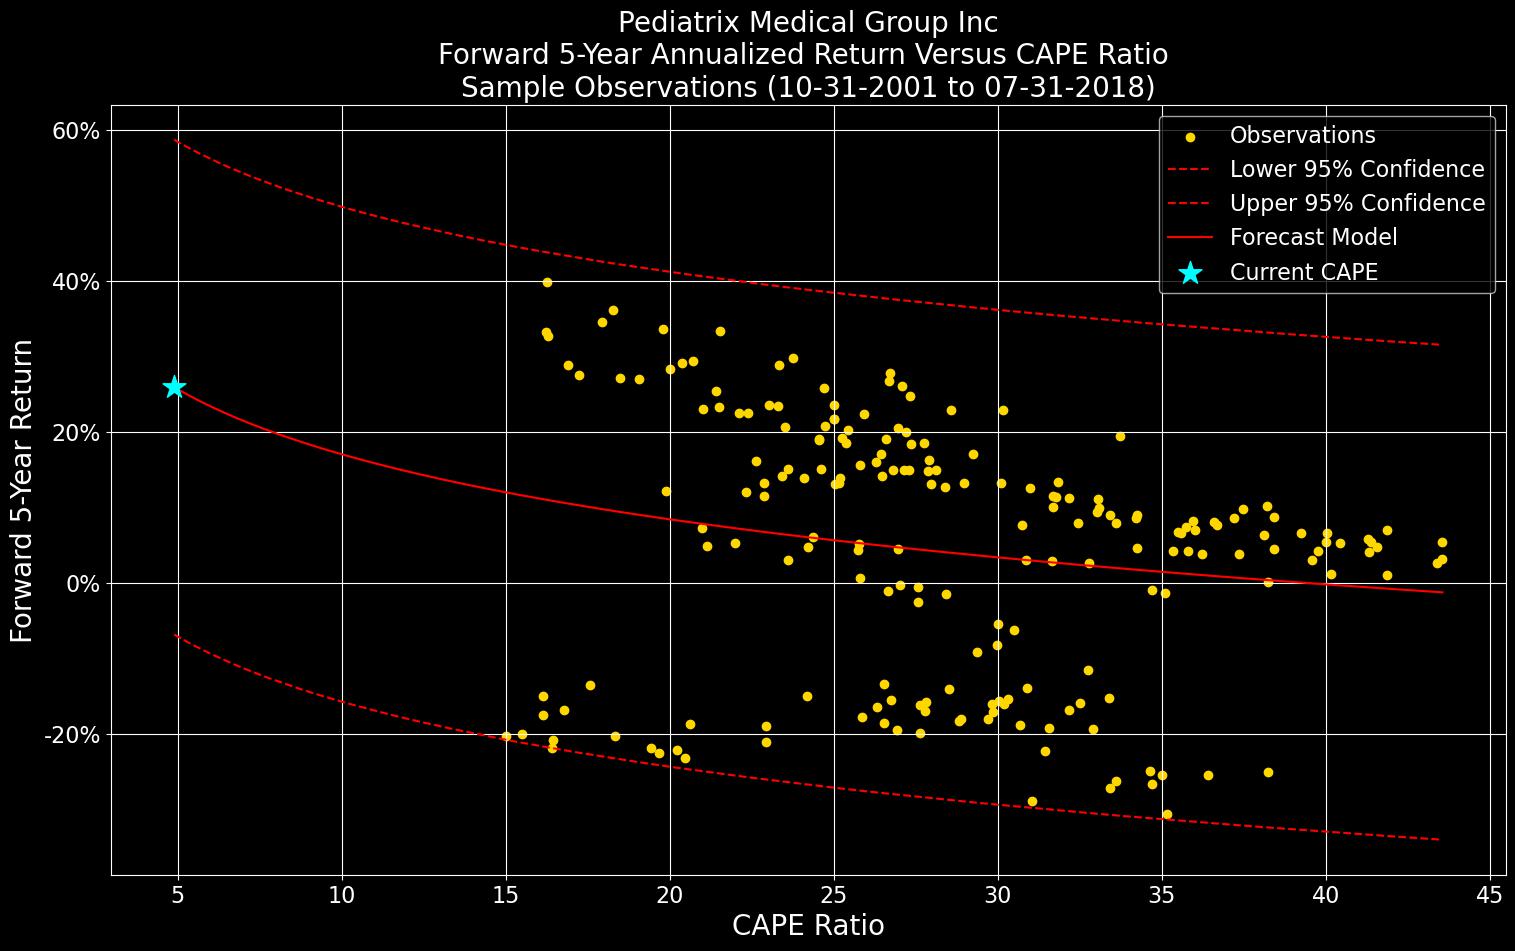 Pediatrix Medical Group Inc
Forward 5-Year Annualized Return Versus CAPE Ratio
Sample Observations (10-31-2001 to 07-31-2018)
Observations
Lower 95% Confidence
Upper 95% Confidence
Forecast Model
Current CAPE
Forward 5-Year Return
60%
40%
20%
0%
-20%
5 10 15 20 25 30 35 40 45
CAPE Ratio